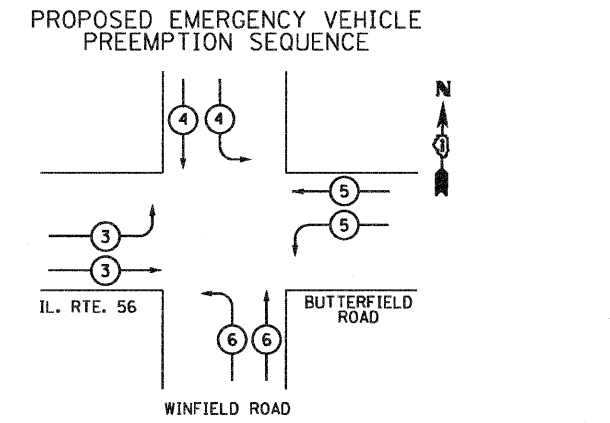 PROPOSED EMERGENCY VEHICLE
PREEMPTION SEQUENCE
N
4 4
1
5
5
3
3
IL. RTE. 56
BUTTERFIELD
ROAD
6 6
WINFIELD ROAD